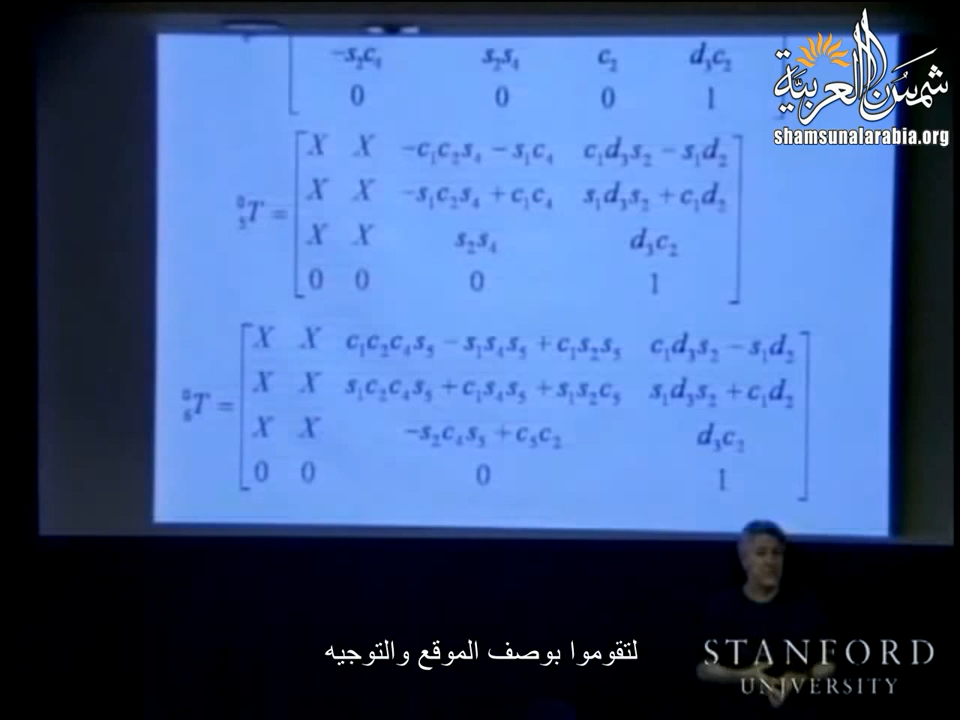 -s₂c₄ s₂s₄ c₂ d₃c₂
0 0 0 1
X X -c₁c₂s₄ - s₁c₄ c₁d₃s₂ - s₁d₂
X X -s₁c₂s₄ + c₁c₄ s₁d₃s₂ + c₁d₂
⁰₅T =
X X s₂s₄ d₃c₂
0 0 0 1
X X c₁c₂c₄s₅ - s₁s₄s₅ + c₁s₂s₅ c₁d₃s₂ - s₁d₂
X X s₁c₂c₄s₅ + c₁s₄s₅ + s₁s₂c₅ s₁d₃s₂ + c₁d₂
⁰₆T =
X X -s₂c₄s₅ + c₅c₂ d₃c₂
0 0 0 1
شمس العربية
shamsunalarabia.org
لتقوموا بوصف الموقع والتوجيه
STANFORD
UNIVERSITY